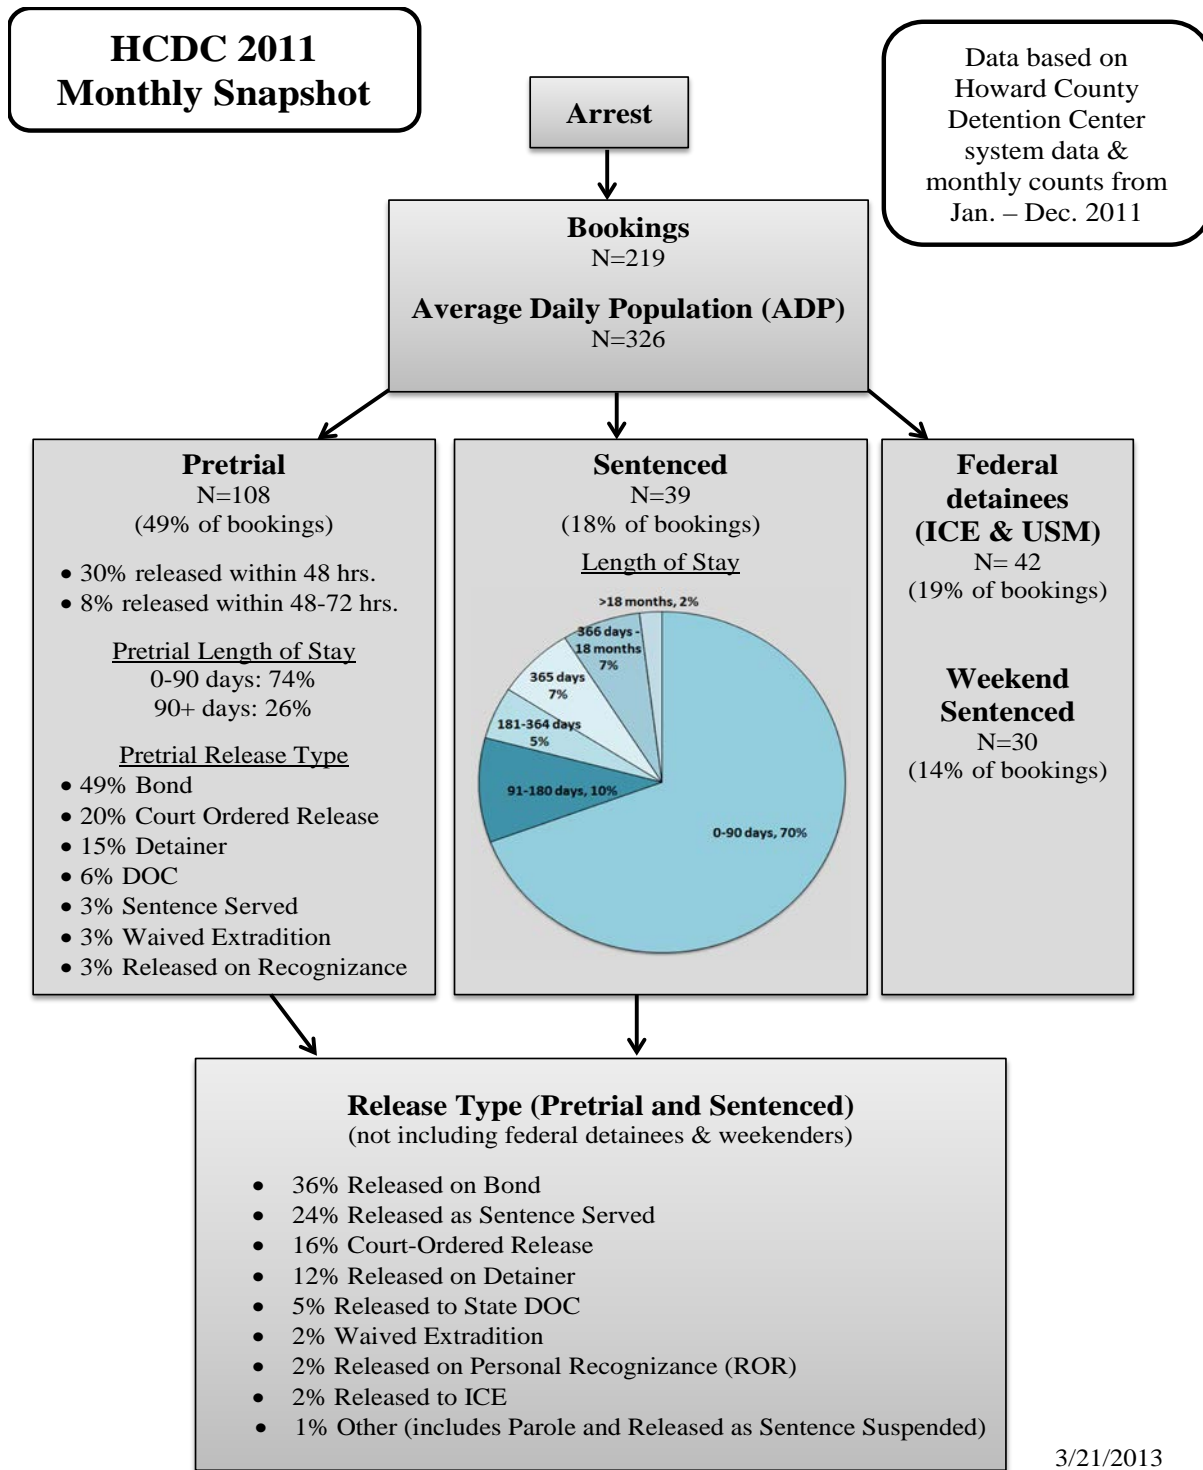 HCDC 2011
Monthly Snapshot
Data based on
Howard County
Detention Center
system data &
monthly counts from
Jan. – Dec. 2011
Arrest
Bookings
N=219
Average Daily Population (ADP)
N=326
Pretrial
N=108
(49% of bookings)
• 30% released within 48 hrs.
• 8% released within 48-72 hrs.
Pretrial Length of Stay
0-90 days: 74%
90+ days: 26%
Pretrial Release Type
• 49% Bond
• 20% Court Ordered Release
• 15% Detainer
• 6% DOC
• 3% Sentence Served
• 3% Waived Extradition
• 3% Released on Recognizance
Sentenced
N=39
(18% of bookings)
Length of Stay
>18 months, 2%
366 days -
18 months
7%
365 days
7%
181-364 days
5%
91-180 days, 10%
0-90 days, 70%
Federal
detainees
(ICE & USM)
N= 42
(19% of bookings)
Weekend
Sentenced
N=30
(14% of bookings)
Release Type (Pretrial and Sentenced)
(not including federal detainees & weekenders)
• 36% Released on Bond
• 24% Released as Sentence Served
• 16% Court-Ordered Release
• 12% Released on Detainer
• 5% Released to State DOC
• 2% Waived Extradition
• 2% Released on Personal Recognizance (ROR)
• 2% Released to ICE
• 1% Other (includes Parole and Released as Sentence Suspended)
3/21/2013